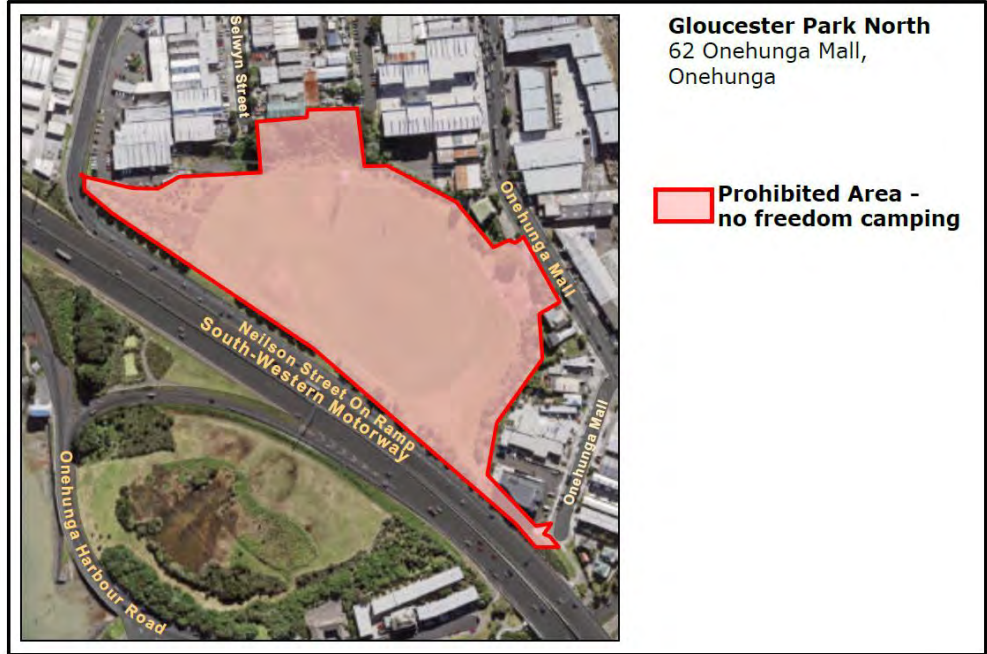 Gloucester Park North
62 Onehunga Mall,
Onehunga
Prohibited Area -
no freedom camping
Selwyn Street
Onehunga Mall
Neilson Street On Ramp
South-Western Motorway
Onehunga Mall
Onehunga Harbour Road